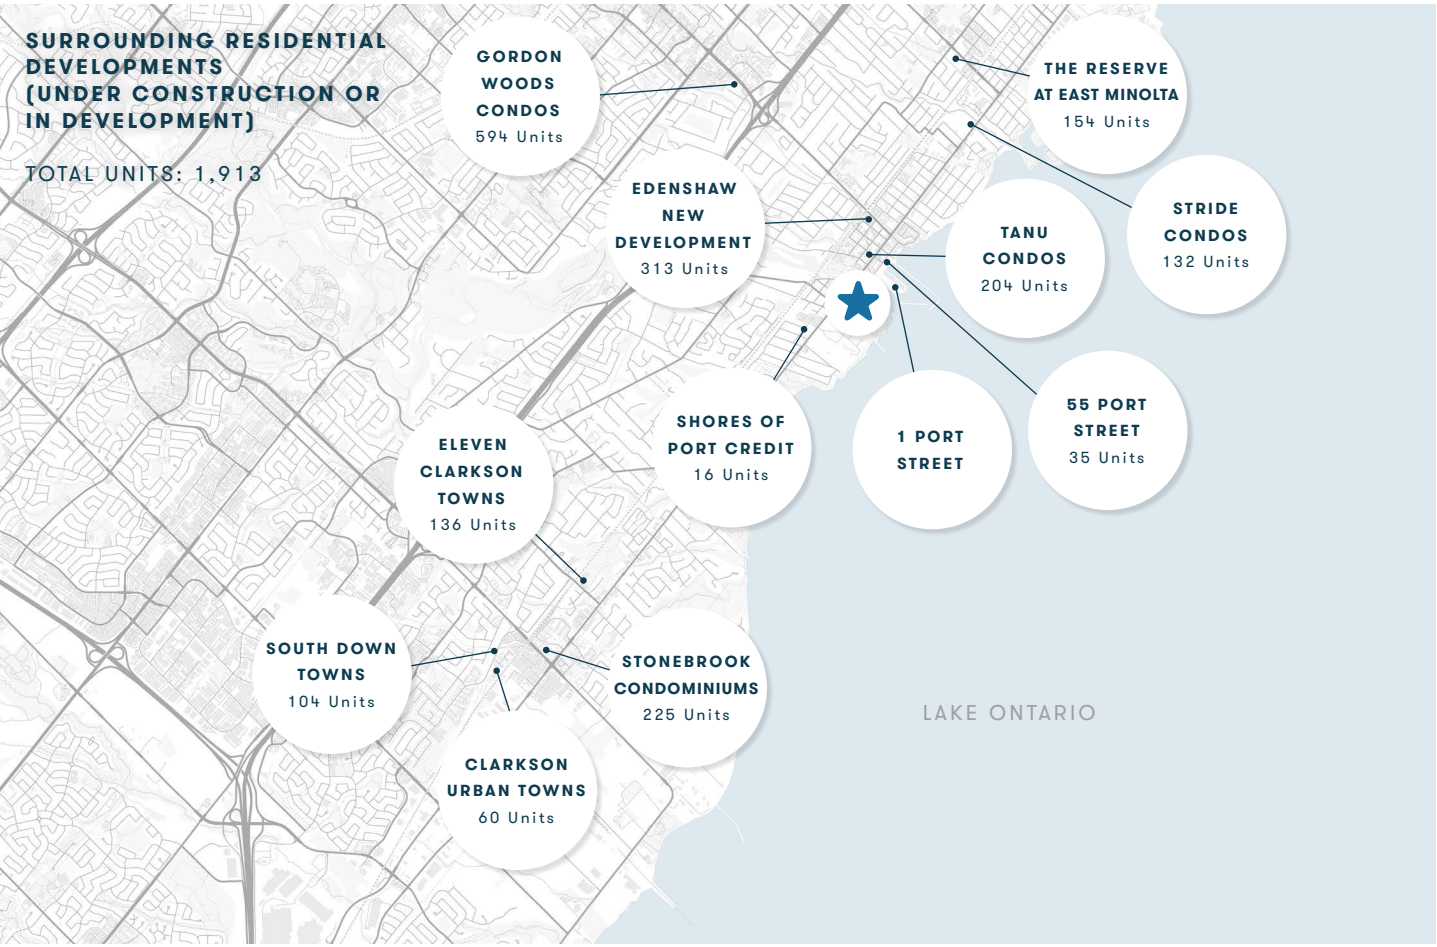 SURROUNDING RESIDENTIAL
DEVELOPMENTS
(UNDER CONSTRUCTION OR
IN DEVELOPMENT)
TOTAL UNITS: 1,913
GORDON
WOODS
CONDOS
594 Units
THE RESERVE
AT EAST MINOLTA
154 Units
EDENSHAW
NEW
DEVELOPMENT
313 Units
TANU
CONDOS
204 Units
STRIDE
CONDOS
132 Units
SHORES OF
PORT CREDIT
16 Units
1 PORT
STREET
55 PORT
STREET
35 Units
ELEVEN
CLARKSON
TOWNS
136 Units
SOUTH DOWN
TOWNS
104 Units
STONEBROOK
CONDOMINIUMS
225 Units
CLARKSON
URBAN TOWNS
60 Units
LAKE ONTARIO